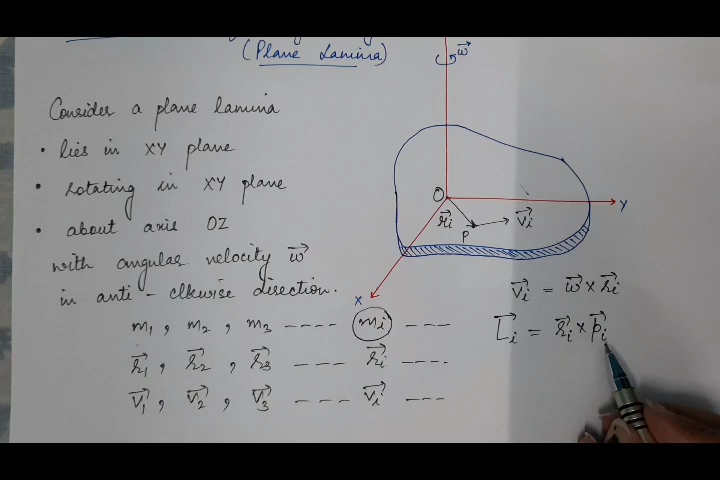 (Plane Lamina)
Consider a plane lamina
• lies in XY plane
• rotating in XY plane
• about axis OZ
with angular velocity w⃗
in anti-clkwise direction.
m₁, m₂, m₃ ---- mᵢ ----
r⃗₁, r⃗₂, r⃗₃ ---- r⃗ᵢ ----
v⃗₁, v⃗₂, v⃗₃ ---- v⃗ᵢ ---
w⃗
O
Y
r⃗ᵢ
P
v⃗ᵢ
X
v⃗ᵢ = w⃗ × r⃗ᵢ
L⃗ᵢ = r⃗ᵢ × p⃗ᵢ